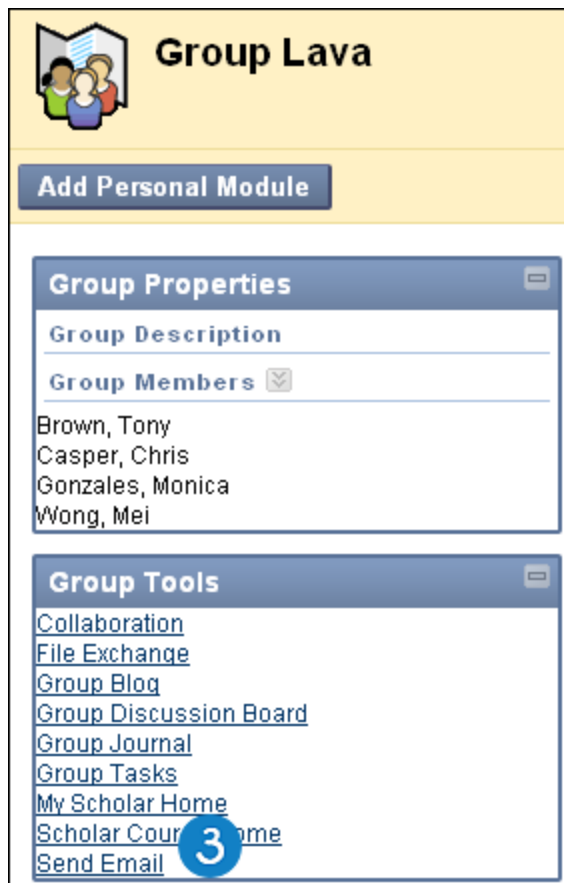 Group Lava
Add Personal Module
Group Properties
Group Description
Group Members
Brown, Tony
Casper, Chris
Gonzales, Monica
Wong, Mei
Group Tools
Collaboration
File Exchange
Group Blog
Group Discussion Board
Group Journal
Group Tasks
My Scholar Home
Scholar
3
Send Email